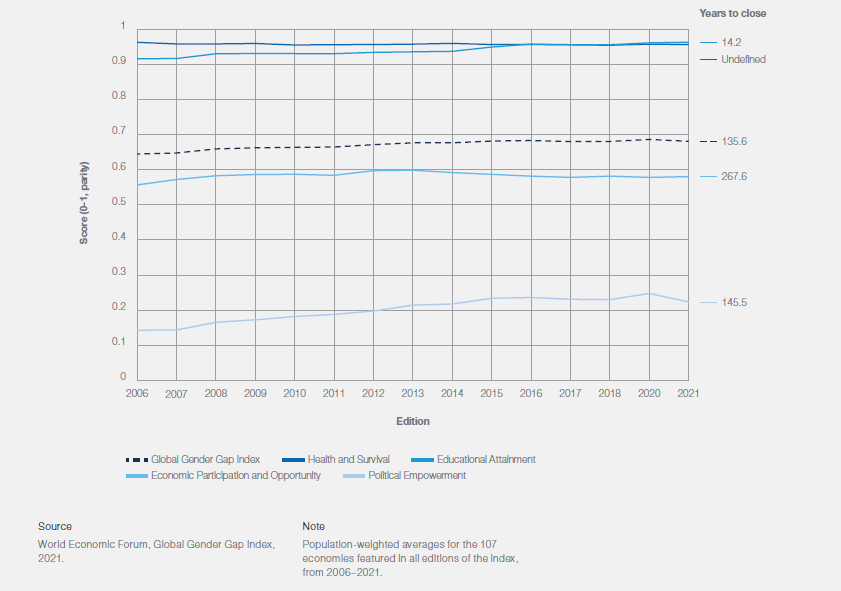 Years to close
1
14.2
Undefined
0.9
0.8
0.7
135.6
0.6
267.6
0.5
Score (0-1, parity)
0.4
0.3
0.2
145.5
0.1
0
2006 2007 2008 2009 2010 2011 2012 2013 2014 2015 2016 2017 2018 2020 2021
Edition
Global Gender Gap Index Health and Survival Educational Attainment
Economic Participation and Opportunity Political Empowerment
Source
World Economic Forum, Global Gender Gap Index,
2021.
Note
Population-weighted averages for the 107
economies featured in all editions of the index,
from 2006–2021.